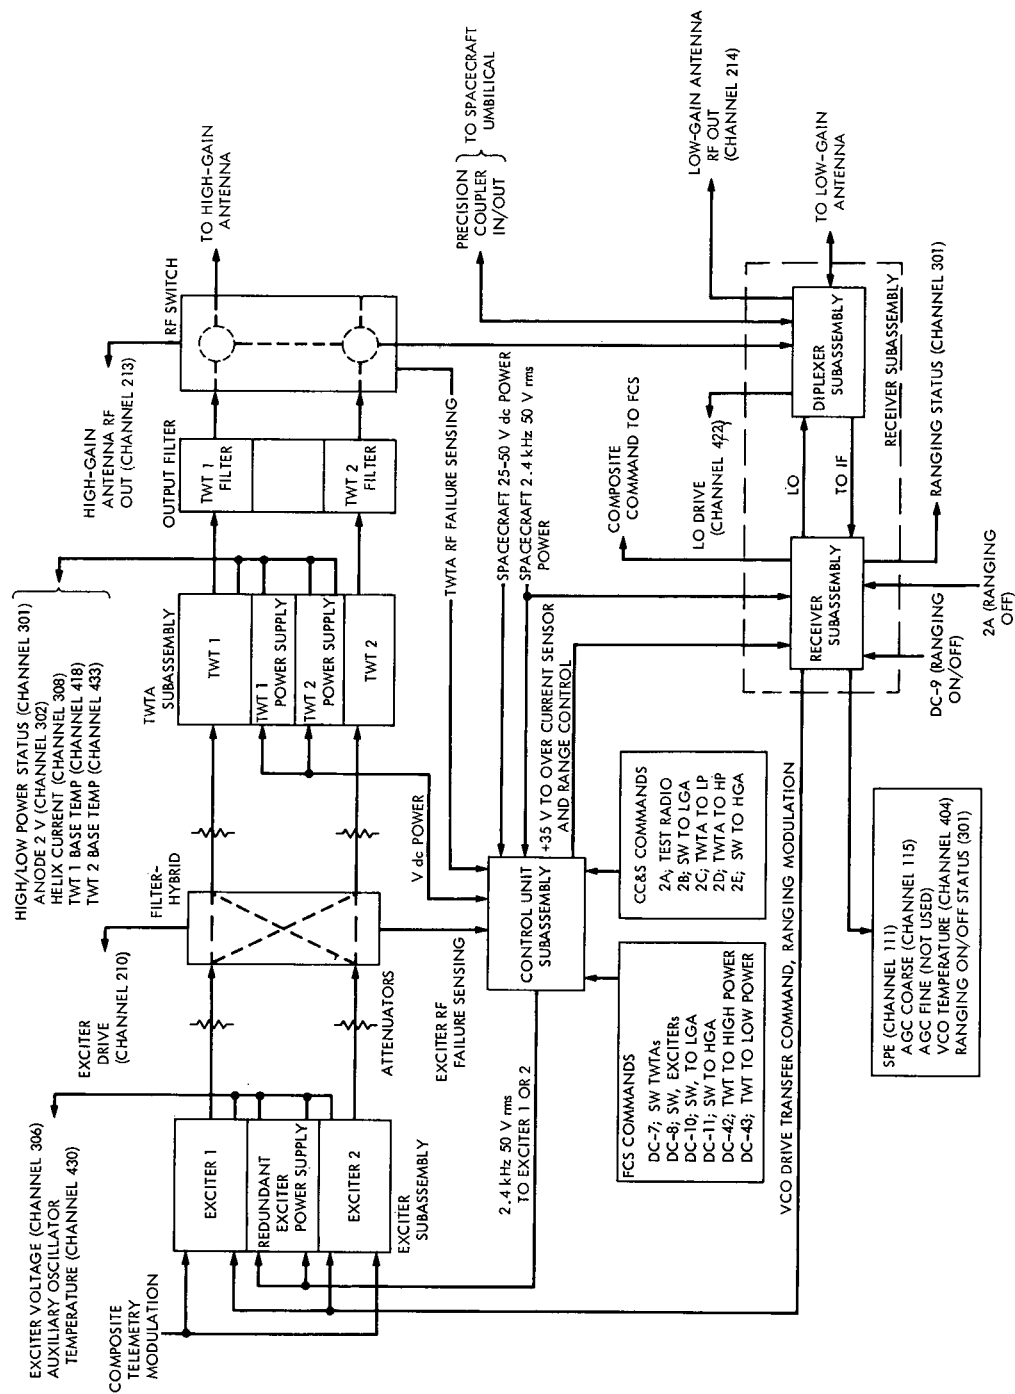 EXCITER VOLTAGE (CHANNEL 306)
AUXILIARY OSCILLATOR
TEMPERATURE (CHANNEL 430)
COMPOSITE
TELEMETRY
MODULATION
EXCITER 1
REDUNDANT
EXCITER
POWER SUPPLY
EXCITER 2
EXCITER
SUBASSEMBLY
EXCITER
DRIVE
(CHANNEL 210)
FILTER-
HYBRID
ATTENUATORS
EXCITER RF
FAILURE SENSING
HIGH/LOW POWER STATUS (CHANNEL 301)
ANODE 2 V (CHANNEL 302)
HELIX CURRENT (CHANNEL 308)
TWT 1 BASE TEMP (CHANNEL 418)
TWT 2 BASE TEMP (CHANNEL 433)
TWTA
SUBASSEMBLY
TWT 1
TWT 1
POWER SUPPLY
TWT 2
POWER SUPPLY
TWT 2
V dc POWER
HIGH-GAIN
ANTENNA RF
OUT (CHANNEL 213)
OUTPUT FILTER
TWT 1
FILTER
TWT 2
FILTER
RF SWITCH
TO HIGH-GAIN
ANTENNA
TWTA RF FAILURE SENSING
PRECISION
COUPLER
IN/OUT
TO SPACECRAFT
UMBILICAL
SPACECRAFT 25-50 V dc POWER
SPACECRAFT 2.4 kHz 50 V rms
POWER
2.4 kHz 50 V rms
TO EXCITER 1 OR 2
CONTROL UNIT
SUBASSEMBLY
+35 V TO OVER CURRENT SENSOR
AND RANGE CONTROL
FCS COMMANDS
DC-7; SW TWTAs
DC-8; SW, EXCITERs
DC-10; SW, TO LGA
DC-11; SW TO HGA
DC-42; TWT TO HIGH POWER
DC-43; TWT TO LOW POWER
CC&S COMMANDS
2A; TEST RADIO
2B; SW TO LGA
2C; TWTA TO LP
2D; TWTA TO HP
2E; SW TO HGA
COMPOSITE
COMMAND TO FCS
LO DRIVE
(CHANNEL 422)
LOW-GAIN ANTENNA
RF OUT
(CHANNEL 214)
VCO DRIVE TRANSFER COMMAND, RANGING MODULATION
RECEIVER
SUBASSEMBLY
LO
TO IF
DIPLEXER
SUBASSEMBLY
TO LOW-GAIN
ANTENNA
RECEIVER SUBASSEMBLY
RANGING STATUS (CHANNEL 301)
DC-9 (RANGING
ON/OFF)
2A (RANGING
OFF)
SPE (CHANNEL 111)
AGC COARSE (CHANNEL 115)
AGC FINE (NOT USED)
VCO TEMPERATURE (CHANNEL 404)
RANGING ON/OFF STATUS (301)